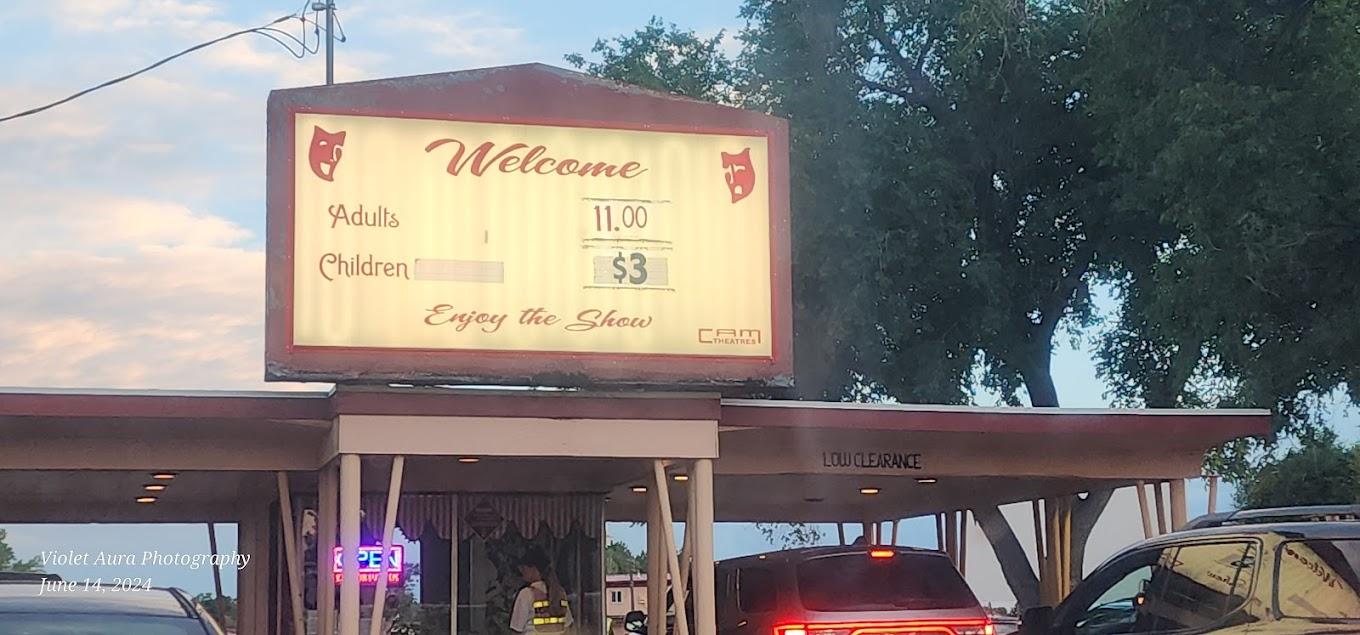 Welcome
Adults 11.00
Children $3
Enjoy the Show
CAM
THEATRES
LOW CLEARANCE
OPEN
Violet Aura Photography
June 14, 2024
Welcome